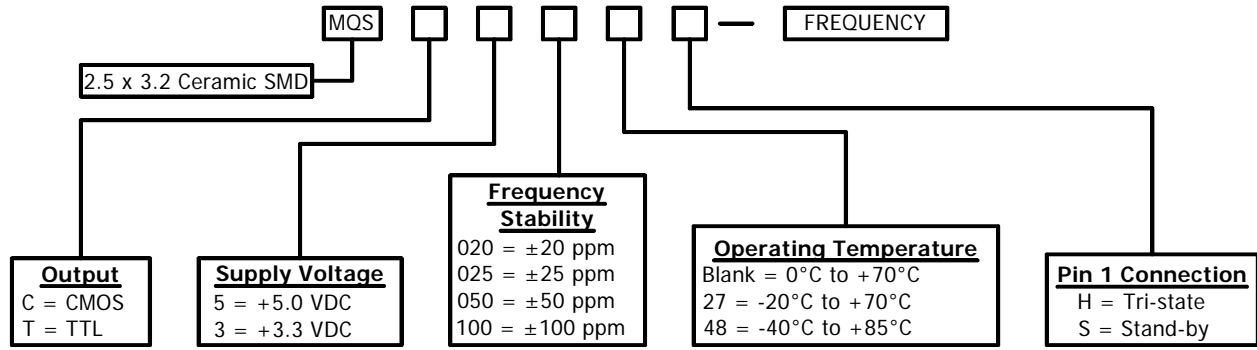 MQS — FREQUENCY
2.5 x 3.2 Ceramic SMD
Output
C = CMOS
T = TTL
Supply Voltage
5 = +5.0 VDC
3 = +3.3 VDC
Frequency
Stability
020 = ±20 ppm
025 = ±25 ppm
050 = ±50 ppm
100 = ±100 ppm
Operating Temperature
Blank = 0°C to +70°C
27 = -20°C to +70°C
48 = -40°C to +85°C
Pin 1 Connection
H = Tri-state
S = Stand-by